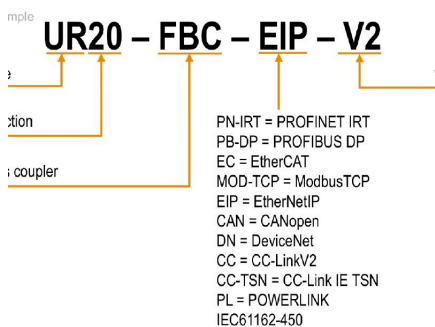 mple
UR20 – FBC – EIP – V2
e
ction
s coupler
PN-IRT = PROFINET IRT
PB-DP = PROFIBUS DP
EC = EtherCAT
MOD-TCP = ModbusTCP
EIP = EtherNetIP
CAN = CANopen
DN = DeviceNet
CC = CC-LinkV2
CC-TSN = CC-Link IE TSN
PL = POWERLINK
IEC61162-450